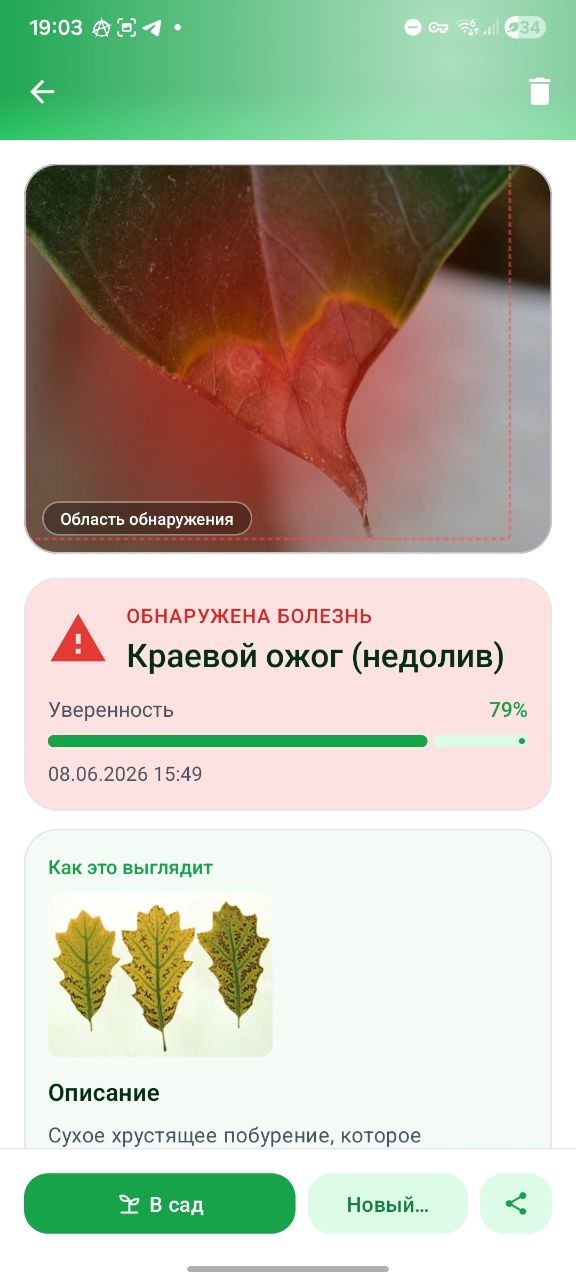 19:03
34
Область обнаружения
ОБНАРУЖЕНА БОЛЕЗНЬ
Краевой ожог (недолив)
Уверенность 79%
08.06.2026 15:49
Как это выглядит
Описание
Сухое хрустящее побурение, которое
В сад
Новый...